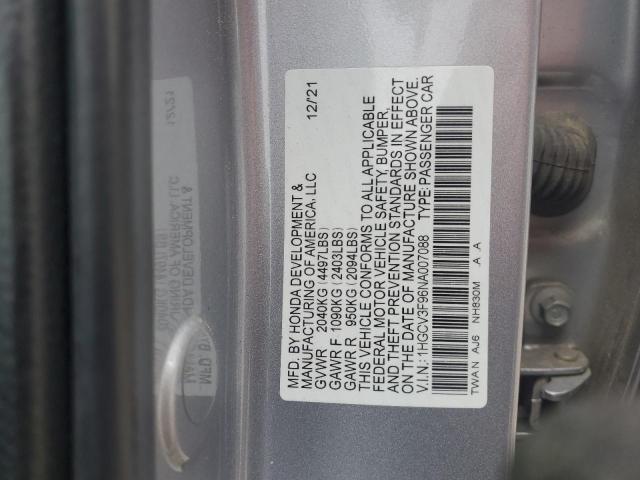 MFD. BY HONDA DEVELOPMENT & 12/21
MANUFACTURING OF AMERICA, LLC
GVWR 2040KG (4497LBS)
GAWR F 1090KG (2403LBS)
GAWR R 950KG (2094LBS)
THIS VEHICLE CONFORMS TO ALL APPLICABLE
FEDERAL MOTOR VEHICLE SAFETY, BUMPER,
AND THEFT PREVENTION STANDARDS IN EFFECT
ON THE DATE OF MANUFACTURE SHOWN ABOVE.
V.I.N.: 1HGCV3F96NA007088 TYPE: PASSENGER CAR
TWA N AJ6 NH830M A A